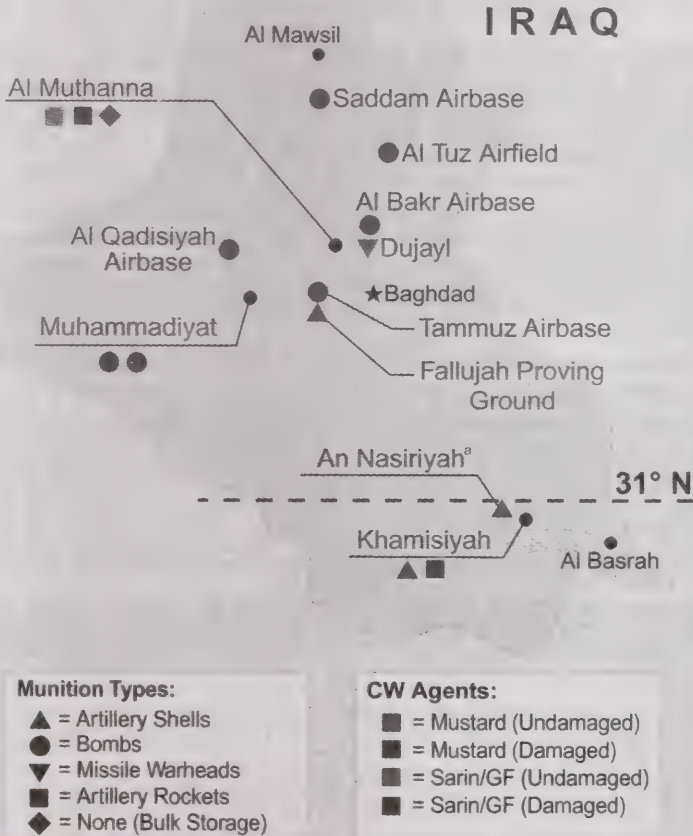 IRAQ
Al Mawsil
Al Muthanna
Saddam Airbase
Al Tuz Airfield
Al Bakr Airbase
Al Qadisiyah
Airbase
Dujayl
Baghdad
Muhammadiyat
Tammuz Airbase
Fallujah Proving
Ground
An Nasiriyahª
31° N
Khamisiyah
Al Basrah
Munition Types:
= Artillery Shells
= Bombs
= Missile Warheads
= Artillery Rockets
= None (Bulk Storage)
CW Agents:
= Mustard (Undamaged)
= Mustard (Damaged)
= Sarin/GF (Undamaged)
= Sarin/GF (Damaged)